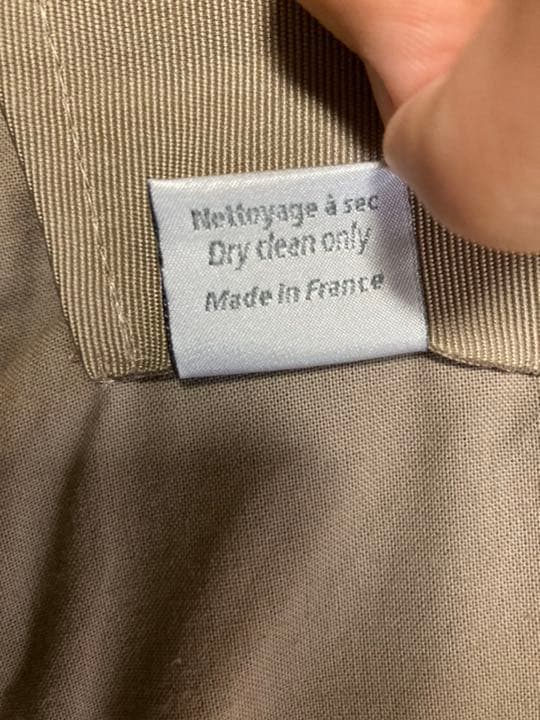 Nettoyage à sec
Dry clean only
Made in France